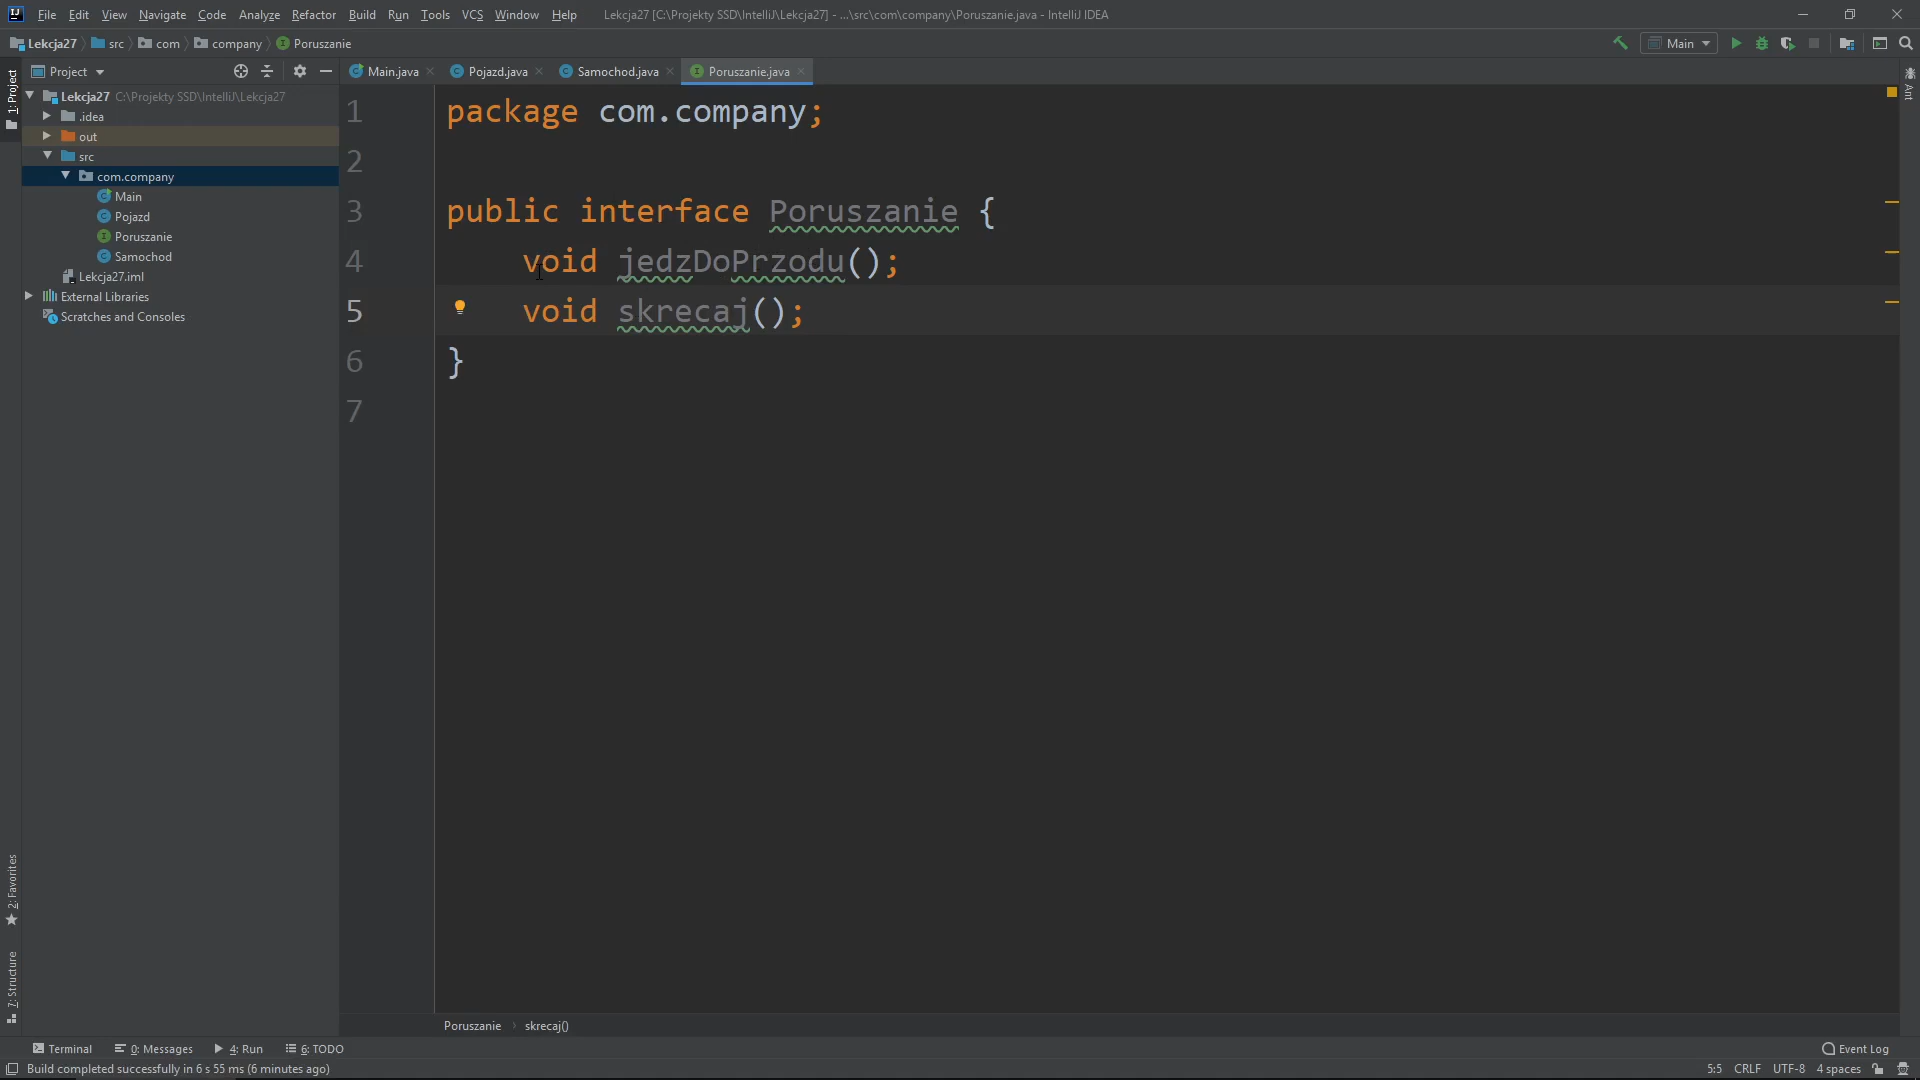 File Edit View Navigate Code Analyze Refactor Build Run Tools VCS Window Help Lekcja27 [C:\Projekty SSD\IntelliJ\Lekcja27] - ...\src\com\company\Poruszanie.java - IntelliJ IDEA
Lekcja27 src com company Poruszanie Main
Project Main.java Pojazd.java Samochod.java Poruszanie.java
1: Project
Ant
Lekcja27 C:\Projekty SSD\IntelliJ\Lekcja27
.idea
out
src
com.company
Main
Pojazd
Poruszanie
Samochod
Lekcja27.iml
External Libraries
Scratches and Consoles
1 package com.company;
2
3 public interface Poruszanie {
4 void jedzDoPrzodu();
5 void skrecaj();
6 }
7
2: Favorites
7: Structure
Poruszanie skrecaj()
Terminal 0: Messages 4: Run 6: TODO Event Log
Build completed successfully in 6 s 55 ms (6 minutes ago) 5:5 CRLF UTF-8 4 spaces